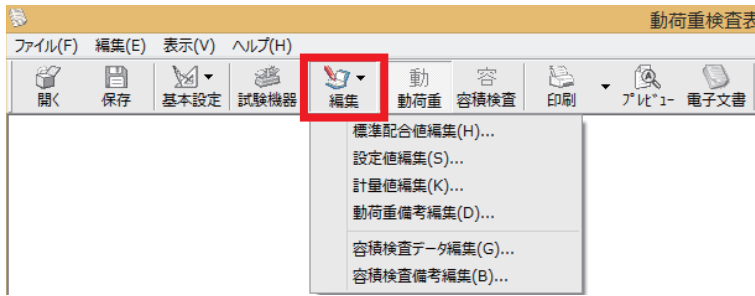 動荷重検査表
ファイル(F) 編集(E) 表示(V) ヘルプ(H)
動 容
開く 保存 基本設定 試験機器 編集 動荷重 容積検査 印刷 ﾌﾟﾚﾋﾞｭｰ 電子文書
標準配合値編集(H)...
設定値編集(S)...
計量値編集(K)...
動荷重備考編集(D)...
容積検査データ編集(G)...
容積検査備考編集(B)...